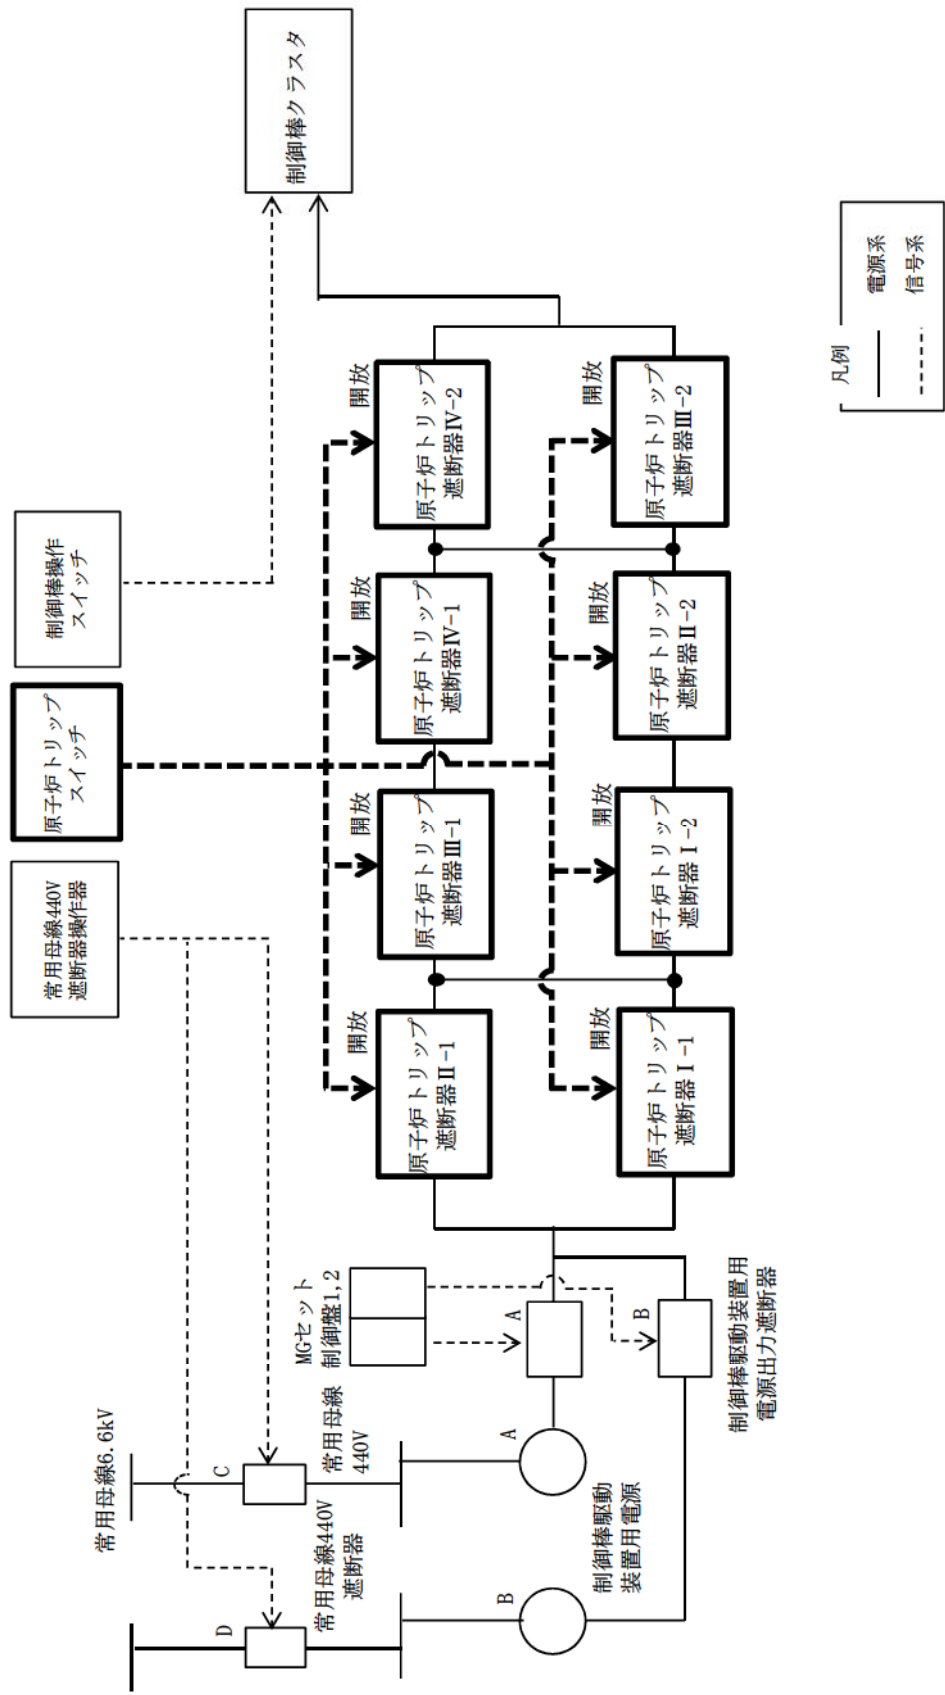 常用母線440V
遮断器操作器
原子炉トリップ
スイッチ
制御棒操作
スイッチ
制御棒クラスタ
常用母線6.6kV
D
C
常用母線440V
遮断器
常用母線
440V
B
A
制御棒駆動
装置用電源
MGセット
制御盤1,2
A
B
制御棒駆動装置用
電源出力遮断器
開放
原子炉トリップ
遮断器Ⅱ-1
開放
原子炉トリップ
遮断器Ⅲ-1
開放
原子炉トリップ
遮断器Ⅳ-1
開放
原子炉トリップ
遮断器Ⅳ-2
開放
原子炉トリップ
遮断器Ⅰ-1
開放
原子炉トリップ
遮断器Ⅰ-2
開放
原子炉トリップ
遮断器Ⅱ-2
開放
原子炉トリップ
遮断器Ⅲ-2
凡例
電源系
信号系